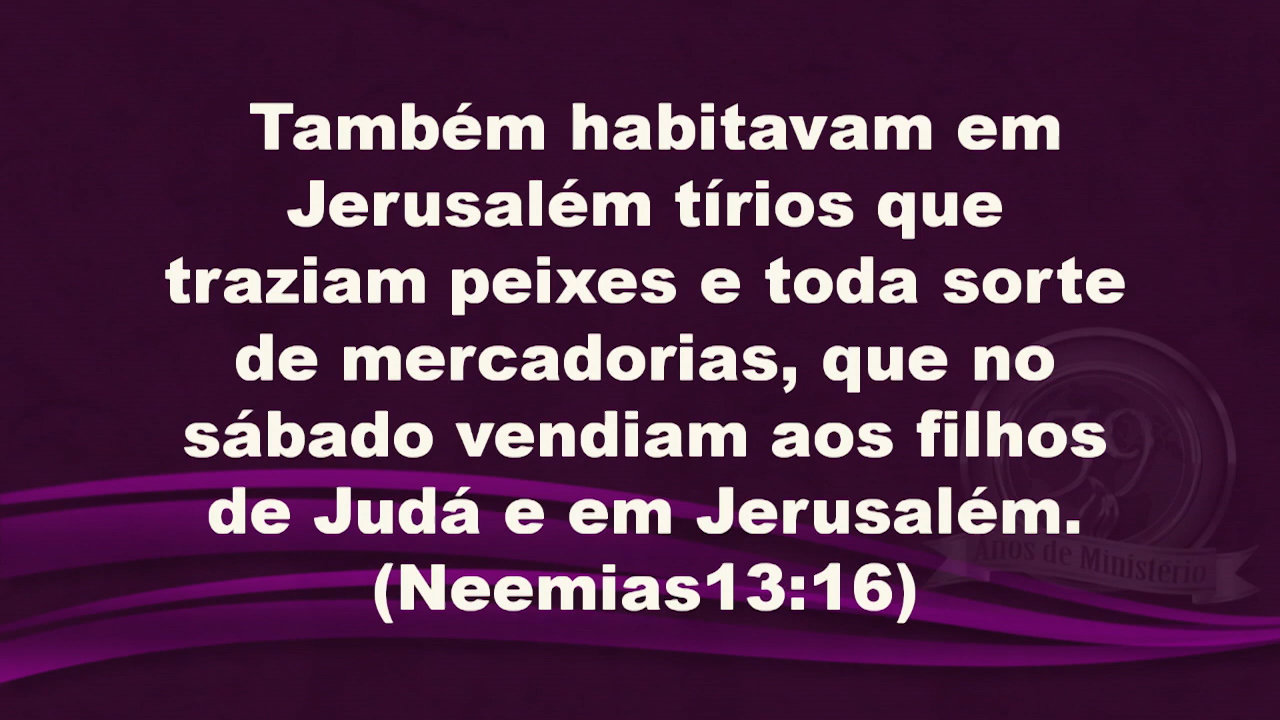 Também habitavam em
Jerusalém tírios que
traziam peixes e toda sorte
de mercadorias, que no
sábado vendiam aos filhos
de Judá e em Jerusalém.
(Neemias13:16)
39
Anos de Ministério